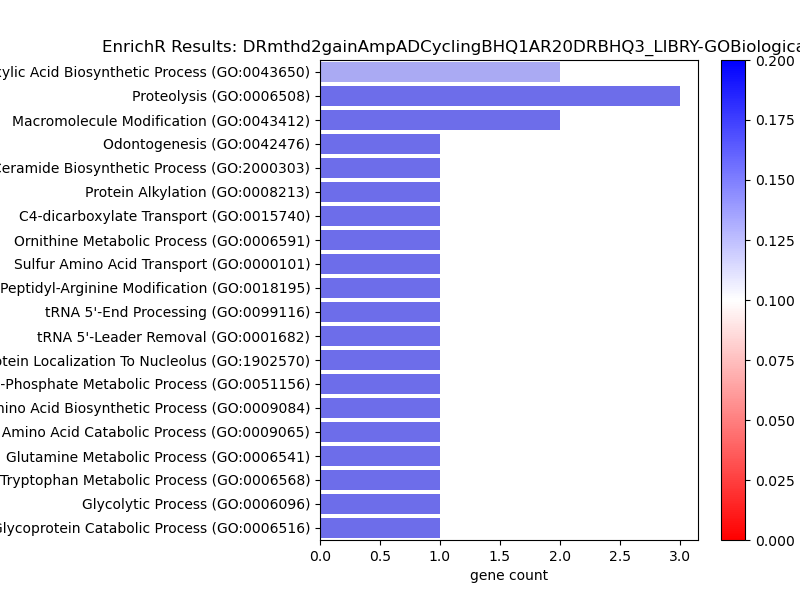 EnrichR Results: DRmthd2gainAmpADCyclingBHQ1AR20DRBHQ3_LIBRY-GOBiologica
Acid Biosynthetic Process (GO:0043650)
Proteolysis (GO:0006508)
Macromolecule Modification (GO:0043412)
Odontogenesis (GO:0042476)
Ceramide Biosynthetic Process (GO:2000303)
Protein Alkylation (GO:0008213)
C4-dicarboxylate Transport (GO:0015740)
Ornithine Metabolic Process (GO:0006591)
Sulfur Amino Acid Transport (GO:0000101)
Peptidyl-Arginine Modification (GO:0018195)
tRNA 5'-End Processing (GO:0099116)
tRNA 5'-Leader Removal (GO:0001682)
Localization To Nucleolus (GO:1902570)
-Phosphate Metabolic Process (GO:0051156)
Acid Biosynthetic Process (GO:0009084)
Amino Acid Catabolic Process (GO:0009065)
Glutamine Metabolic Process (GO:0006541)
Tryptophan Metabolic Process (GO:0006568)
Glycolytic Process (GO:0006096)
Glycoprotein Catabolic Process (GO:0006516)
0.0 0.5 1.0 1.5 2.0 2.5 3.0
gene count
0.200
0.175
0.150
0.125
0.100
0.075
0.050
0.025
0.000